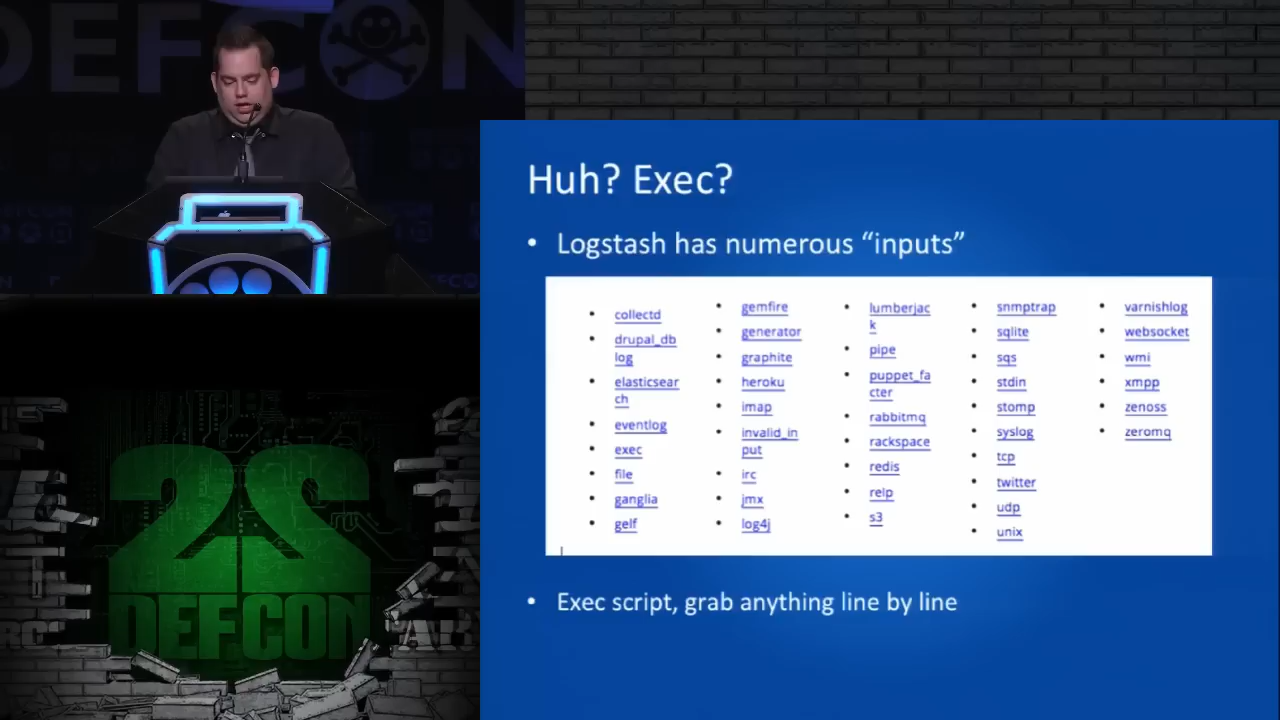 DEFCON
Huh? Exec?
• Logstash has numerous “inputs”
• collectd
• drupal_db
log
• elasticsear
ch
• eventlog
• exec
• file
• ganglia
• gelf
• gemfire
• generator
• graphite
• heroku
• imap
• invalid_in
put
• irc
• jmx
• log4j
• lumberjac
k
• pipe
• puppet_fa
cter
• rabbitmq
• rackspace
• redis
• relp
• s3
• snmptrap
• sqlite
• sqs
• stdin
• stomp
• syslog
• tcp
• twitter
• udp
• unix
• varnishlog
• websocket
• wmi
• xmpp
• zenoss
• zeromq
• Exec script, grab anything line by line
22
DEFCON